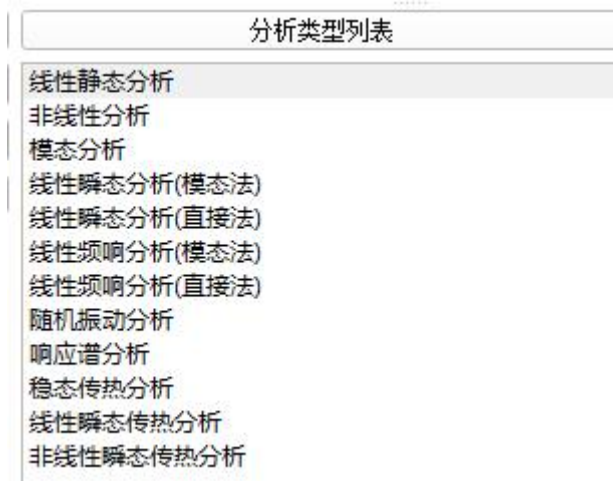 分析类型列表
线性静态分析
非线性分析
模态分析
线性瞬态分析(模态法)
线性瞬态分析(直接法)
线性频响分析(模态法)
线性频响分析(直接法)
随机振动分析
响应谱分析
稳态传热分析
线性瞬态传热分析
非线性瞬态传热分析